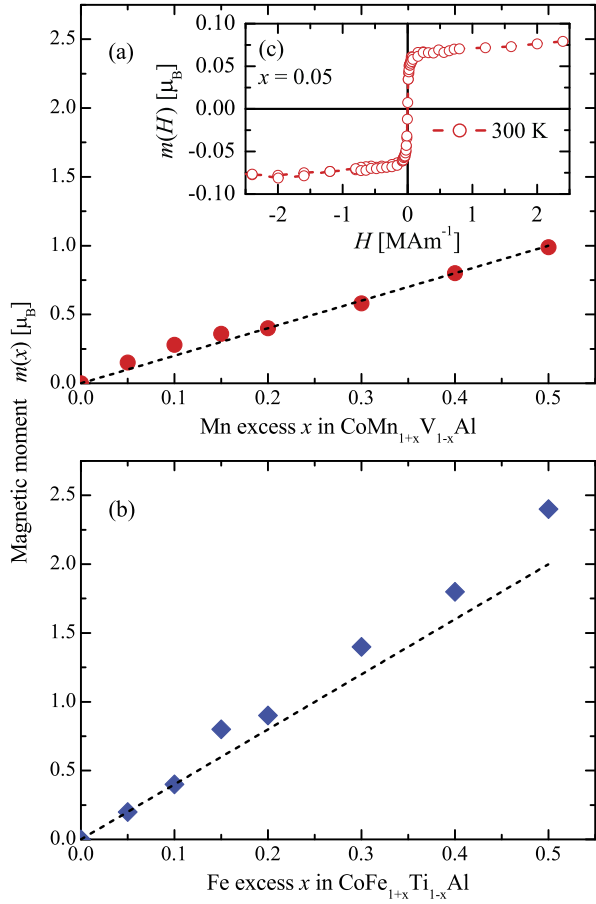 2.5
2.0
1.5
1.0
0.5
0.0
(a)
0.10
0.05
0.00
-0.05
-0.10
m(H) [μB]
(c)
x = 0.05
300 K
-2 -1 0 1 2
H [MAm⁻¹]
0.0 0.1 0.2 0.3 0.4 0.5
Mn excess x in CoMn₁₊ₓV₁₋ₓAl
Magnetic moment m(x) [μB]
(b)
2.5
2.0
1.5
1.0
0.5
0.0
0.0 0.1 0.2 0.3 0.4 0.5
Fe excess x in CoFe₁₊ₓTi₁₋ₓAl